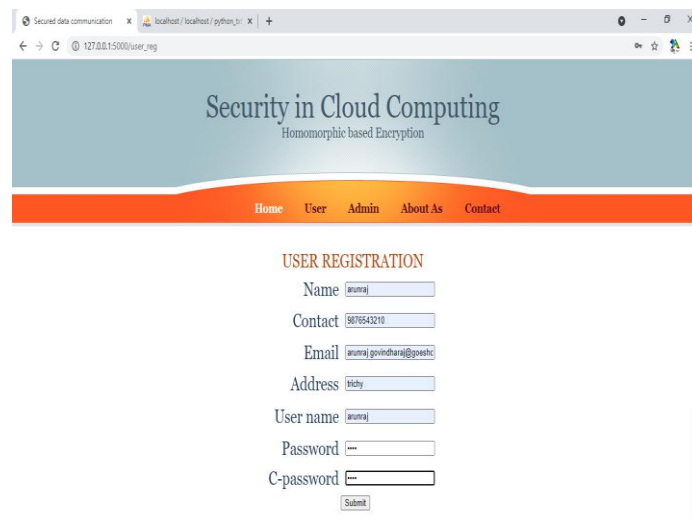 Secured data communication
localhost / localhost / python_
127.0.0.1:5000/user_reg
Security in Cloud Computing
Homomorphic based Encryption
Home User Admin About As Contact
USER REGISTRATION
Name arunraj
Contact 9876543210
Email arunraj.govindharaj@goeshc
Address trichy
User name arunraj
Password ••••
C-password ••••
Submit